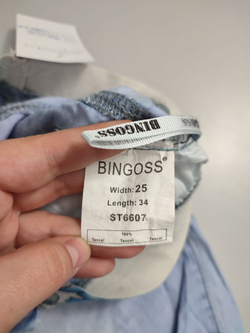 BINGOSS
BINGOSS®
Width: 25
Length: 34
ST6607
100%
Tencel Tencel Tencel